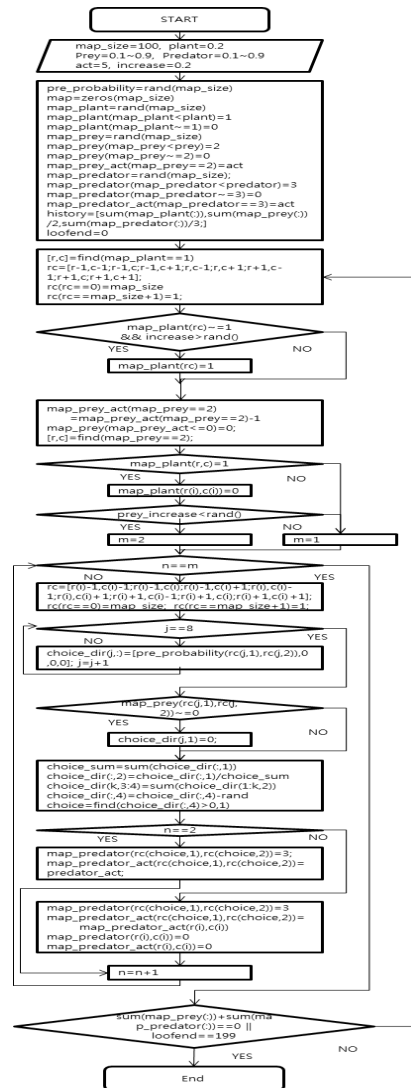 START
map_size=100, plant=0.2
Prey=0.1~0.9, Predator=0.1~0.9
act=5, increase=0.2
pre_probability=rand(map_size)
map=zeros(map_size)
map_plant=rand(map_size)
map_plant(map_plant<plant)=1
map_plant(map_plant~=1)=0
map_prey=rand(map_size)
map_prey(map_prey<prey)=2
map_prey(map_prey~=2)=0
map_prey_act(map_prey==2)=act
map_predator=rand(map_size);
map_predator(map_predator<predator)=3
map_predator(map_predator~=3)=0
map_predator_act(map_predator==3)=act
history=[sum(map_plant(:)),sum(map_prey(:))
/2,sum(map_predator(:))/3;]
loofend=0
[r,c]=find(map_plant==1)
rc=[r-1,c-1;r-1,c;r-1,c+1;r,c-1;r,c+1;r+1,c-
1;r+1,c;r+1,c+1];
rc(rc==0)=map_size
rc(rc==map_size+1)=1;
map_plant(rc)~=1
&& increase>rand()
YES
NO
map_plant(rc)=1
map_prey_act(map_prey==2)
=map_prey_act(map_prey==2)-1
map_prey(map_prey_act<=0)=0;
[r,c]=find(map_prey==2);
map_plant(r,c)=1
YES
NO
map_plant(r(i),c(i))=0
prey_increase<rand()
YES
NO
m=2
m=1
n==m
NO
YES
rc=[r(i)-1,c(i)-1;r(i)-1,c(i);r(i)-1,c(i)+1;r(i),c(i)-
1;r(i),c(i)+1;r(i)+1,c(i)-1;r(i)+1,c(i);r(i)+1,c(i)+1];
rc(rc==0)=map_size; rc(rc==map_size+1)=1;
j==8
NO
YES
choice_dir(j,:)=[pre_probability(rc(j,1),rc(j,2)),0
,0,0]; j=j+1
map_prey(rc(j,1),rc(j,
2))~=0
YES
NO
choice_dir(j,1)=0;
choice_sum=sum(choice_dir(:,1))
choice_dir(:,2)=choice_dir(:,1)/choice_sum
choice_dir(k,3:4)=sum(choice_dir(1:k,2))
choice_dir(:,4)=choice_dir(:,4)-rand
choice=find(choice_dir(:,4)>0,1)
n==2
YES
NO
map_predator(rc(choice,1),rc(choice,2))=3;
map_predator_act(rc(choice,1),rc(choice,2))=
predator_act;
map_predator(rc(choice,1),rc(choice,2))=3
map_predator_act(rc(choice,1),rc(choice,2))=
map_predator_act(r(i),c(i))
map_predator(r(i),c(i))=0
map_predator_act(r(i),c(i))=0
n=n+1
sum(map_prey(:))+sum(ma
p_predator(:))==0 ||
loofend==199
YES
NO
End